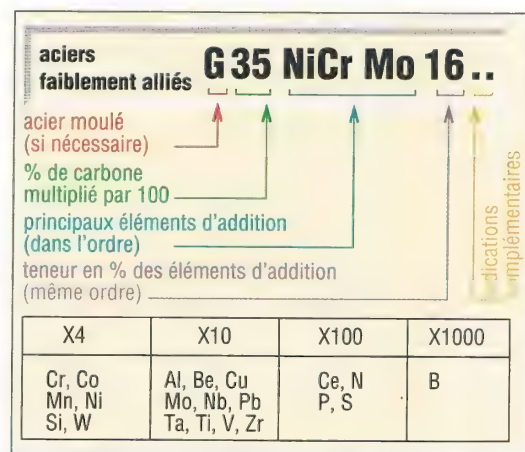 aciers
faiblement alliés G 35 NiCr Mo 16 ..
acier moulé
(si nécessaire)
% de carbone
multiplié par 100
principaux éléments d'addition
(dans l'ordre)
teneur en % des éléments d'addition
(même ordre)
X4 X10 X100 X1000
Cr, Co Al, Be, Cu Ce, N B
Mn, Ni Mo, Nb, Pb P, S
Si, W Ta, Ti, V, Zr